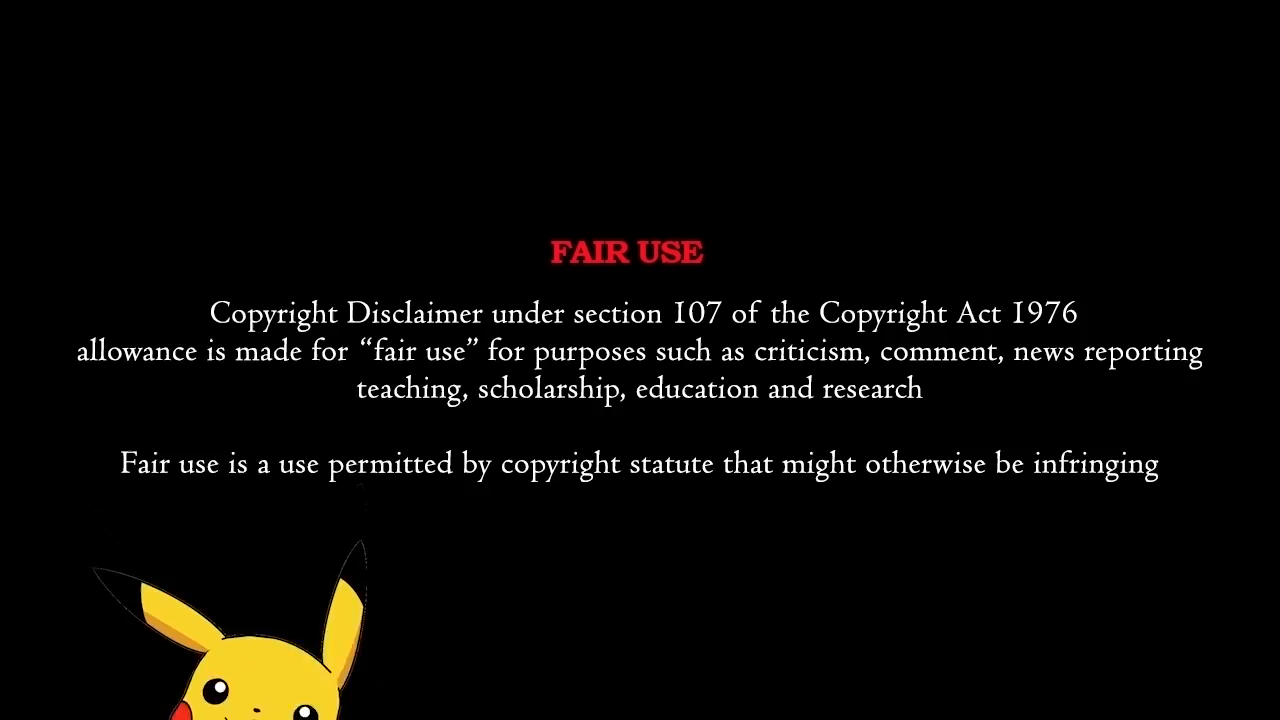 FAIR USE
Copyright Disclaimer under section 107 of the Copyright Act 1976
allowance is made for “fair use” for purposes such as criticism, comment, news reporting
teaching, scholarship, education and research
Fair use is a use permitted by copyright statute that might otherwise be infringing